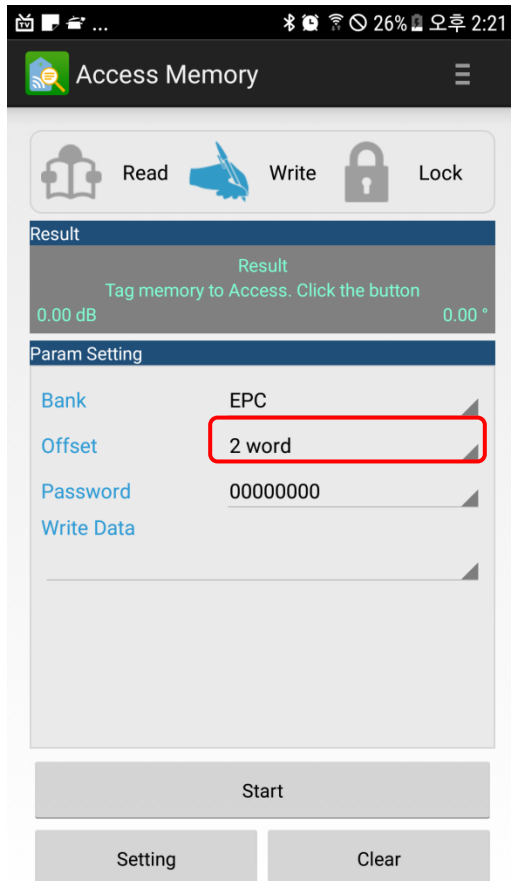 ... 26% 오후 2:21
Access Memory
Read Write Lock
Result
Result
Tag memory to Access. Click the button
0.00 dB 0.00 °
Param Setting
Bank EPC
Offset 2 word
Password 00000000
Write Data
Start
Setting Clear